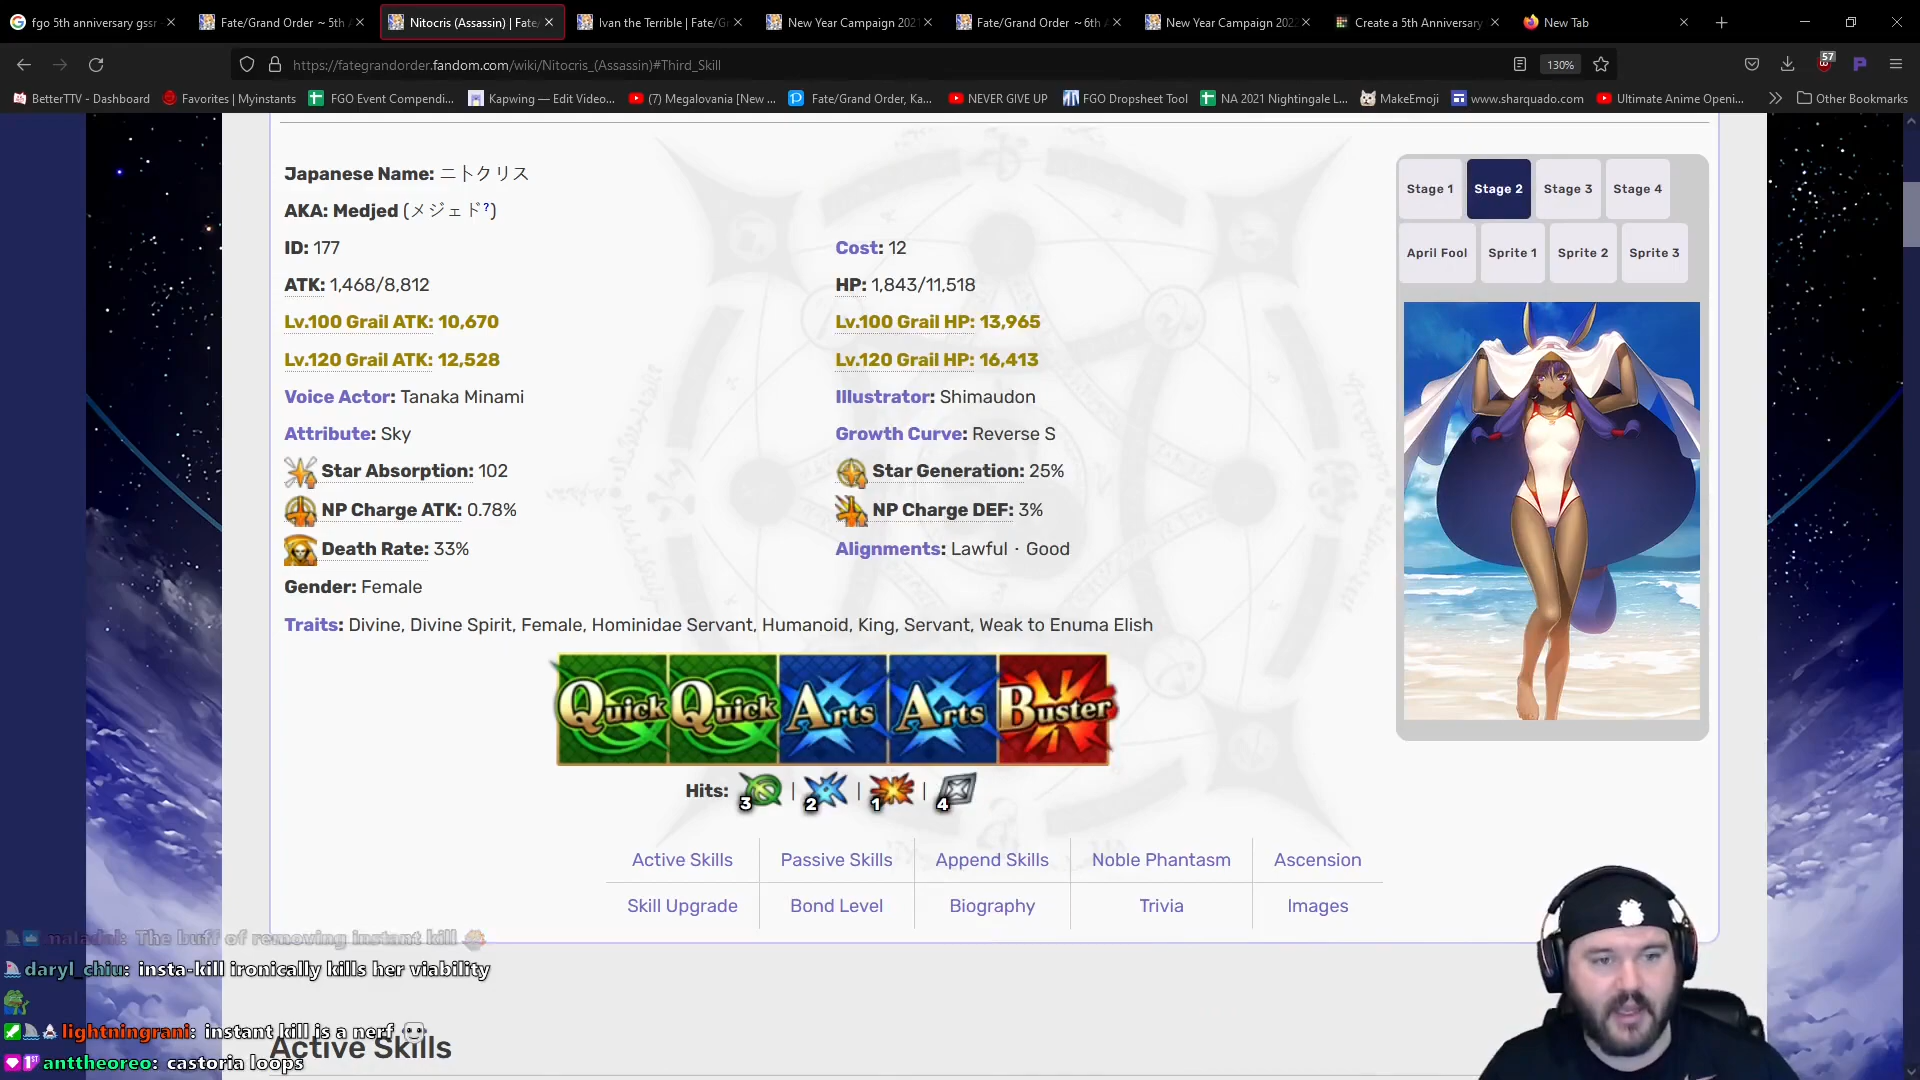 fgo 5th anniversary gssr
Fate/Grand Order ~5th A
Nitocris (Assassin) | Fate/
Ivan the Terrible | Fate/Gr
New Year Campaign 2021
Fate/Grand Order ~6th A
New Year Campaign 202
Create a 5th Anniversary
New Tab
https://fategrandorder.fandom.com/wiki/Nitocris_(Assassin)#Third_Skill
130%
57
BetterTTV - Dashboard
Favorites | Myinstants
FGO Event Compendi...
Kapwing — Edit Video...
(7) Megalovania [New ...
Fate/Grand Order, Ka...
NEVER GIVE UP
FGO Dropsheet Tool
NA 2021 Nightingale L...
MakeEmoji
www.sharquado.com
Ultimate Anime Openi...
Other Bookmarks
Japanese Name: ニトクリス
AKA: Medjed (メジェド?)
ID: 177
Cost: 12
ATK: 1,468/8,812
HP: 1,843/11,518
Lv.100 Grail ATK: 10,670
Lv.100 Grail HP: 13,965
Lv.120 Grail ATK: 12,528
Lv.120 Grail HP: 16,413
Voice Actor: Tanaka Minami
Illustrator: Shimaudon
Attribute: Sky
Growth Curve: Reverse S
Star Absorption: 102
Star Generation: 25%
NP Charge ATK: 0.78%
NP Charge DEF: 3%
Death Rate: 33%
Alignments: Lawful · Good
Gender: Female
Traits: Divine, Divine Spirit, Female, Hominidae Servant, Humanoid, King, Servant, Weak to Enuma Elish
Stage 1
Stage 2
Stage 3
Stage 4
April Fool
Sprite 1
Sprite 2
Sprite 3
Quick Quick Arts Arts Buster
Hits: 3 | 2 | 1 | 4
Active Skills
Passive Skills
Append Skills
Noble Phantasm
Ascension
Skill Upgrade
Bond Level
Biography
Trivia
Images
Active Skills
maladal: The buff of removing instant kill
daryl_chiu: insta-kill ironically kills her viability
lightningrani: instant kill is a nerf
1st anttheoreo: castoria loops